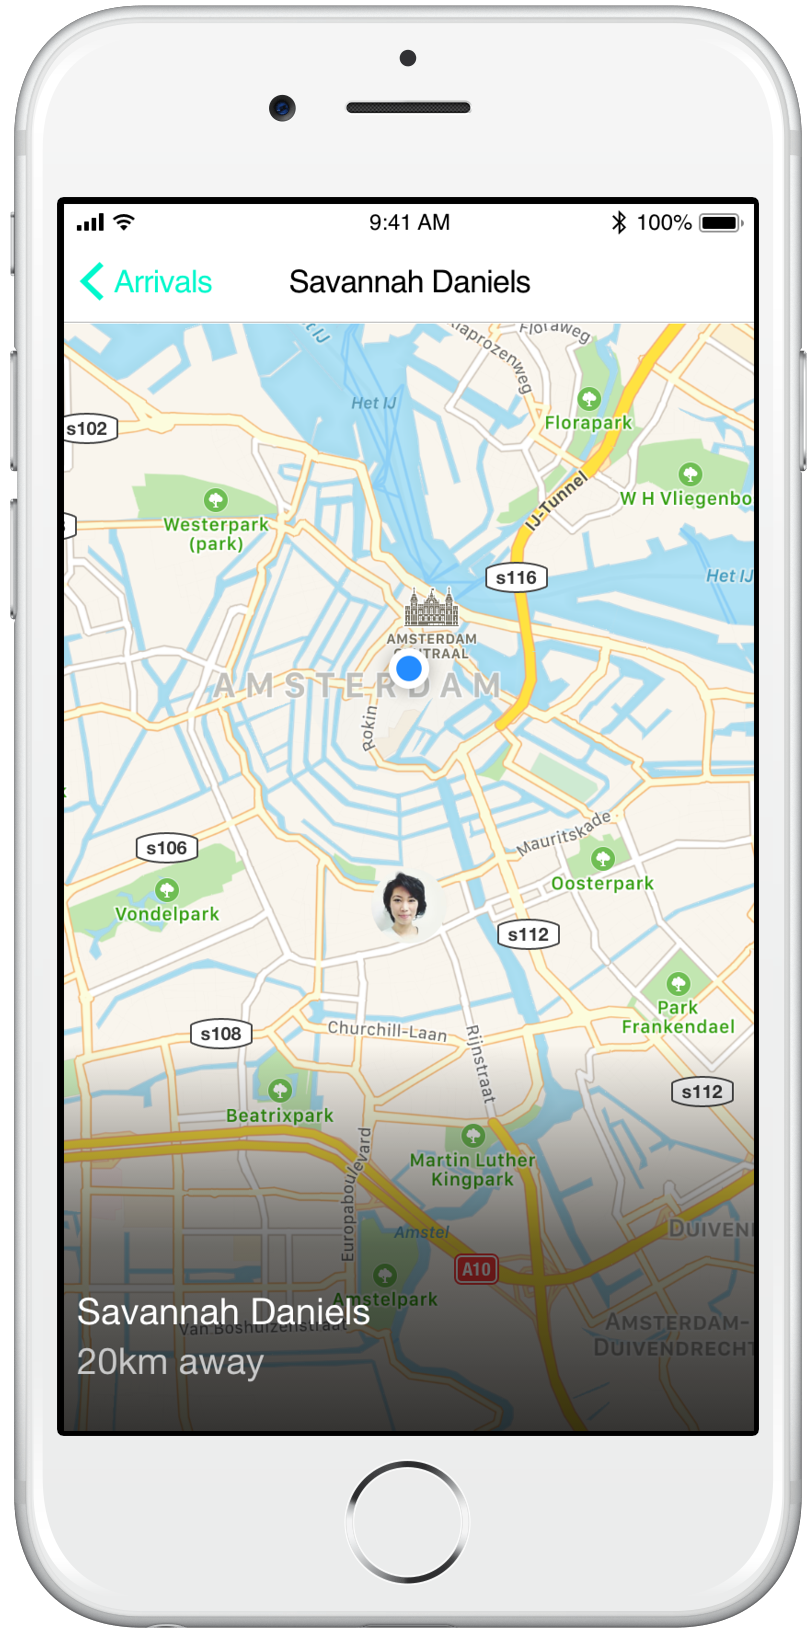 9:41 AM
100%
Arrivals
Savannah Daniels
Floraweg
Het IJ
Florapark
s102
W H Vliegenbo
Westerpark
(park)
IJ-Tunnel
s116
Het IJ
AMSTERDAM
CENTRAAL
AMSTERDAM
Rokin
Mauritskade
s106
Oosterpark
Vondelpark
s112
Park
Frankendael
Churchill-Laan
s108
Rijnstraat
s112
Beatrixpark
Martin Luther
Kingpark
Europaboulevard
Amstel
DUIVEN
A10
Amstelpark
Savannah Daniels
Van Boshuizenstraat
AMSTERDAM-
DUIVENDRECHT
20km away